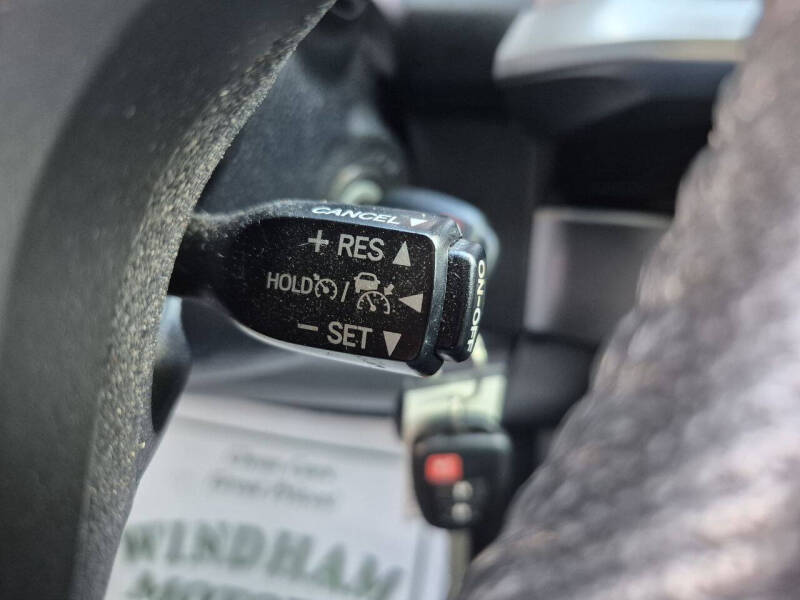 CANCEL
+ RES
HOLD /
- SET
ON-OFF
WINDHAM